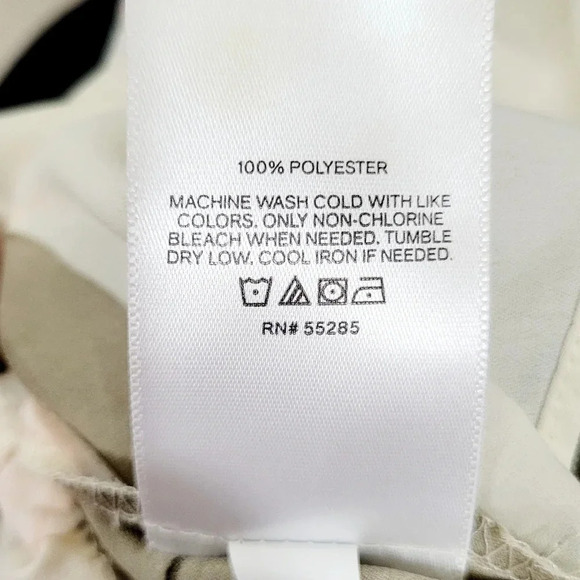 100% POLYESTER
MACHINE WASH COLD WITH LIKE
COLORS. ONLY NON-CHLORINE
BLEACH WHEN NEEDED. TUMBLE
DRY LOW. COOL IRON IF NEEDED.
RN# 55285